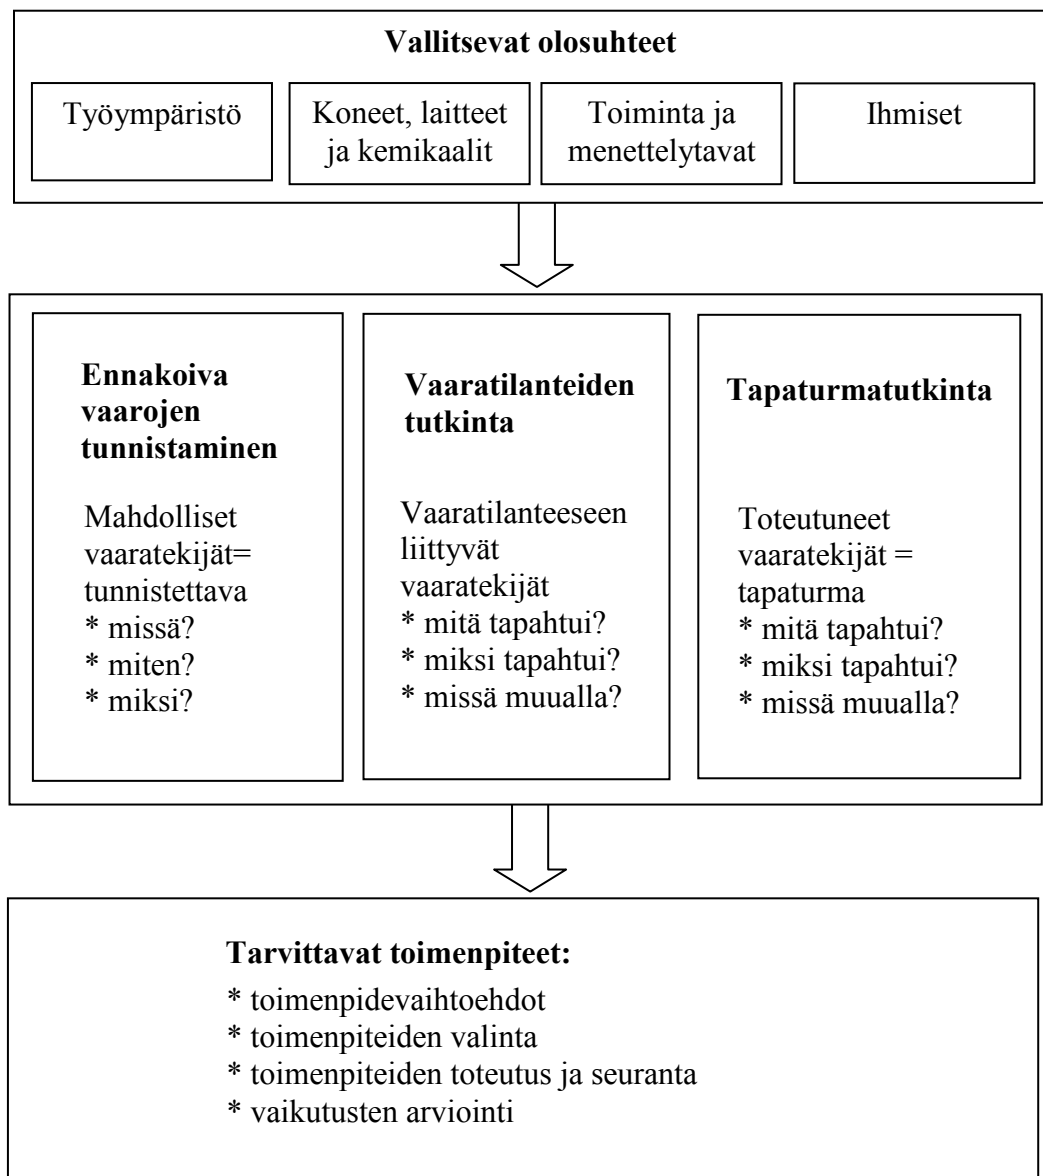 Vallitsevat olosuhteet
Työympäristö
Koneet, laitteet
ja kemikaalit
Toiminta ja
menettelytavat
Ihmiset
Ennakoiva
vaarojen
tunnistaminen
Mahdolliset
vaaratekijät=
tunnistettava
* missä?
* miten?
* miksi?
Vaaratilanteiden
tutkinta
Vaaratilanteeseen
liittyvät
vaaratekijät
* mitä tapahtui?
* miksi tapahtui?
* missä muualla?
Tapaturmatutkinta
Toteutuneet
vaaratekijät =
tapaturma
* mitä tapahtui?
* miksi tapahtui?
* missä muualla?
Tarvittavat toimenpiteet:
* toimenpidevaihtoehdot
* toimenpiteiden valinta
* toimenpiteiden toteutus ja seuranta
* vaikutusten arviointi